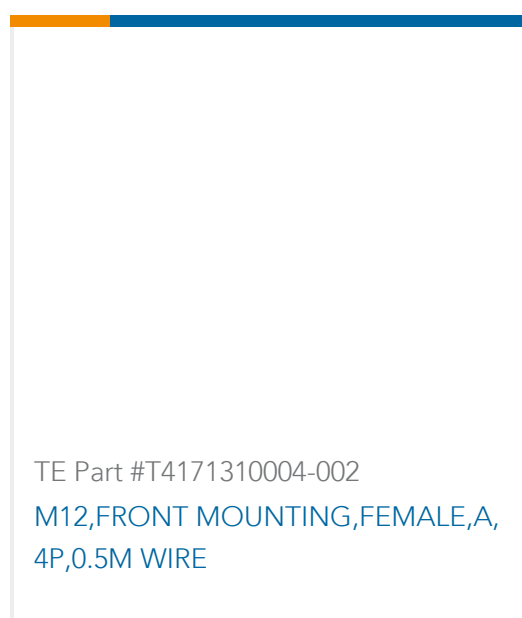 TE Part #T4171310004-002
M12,FRONT MOUNTING,FEMALE,A,
4P,0.5M WIRE